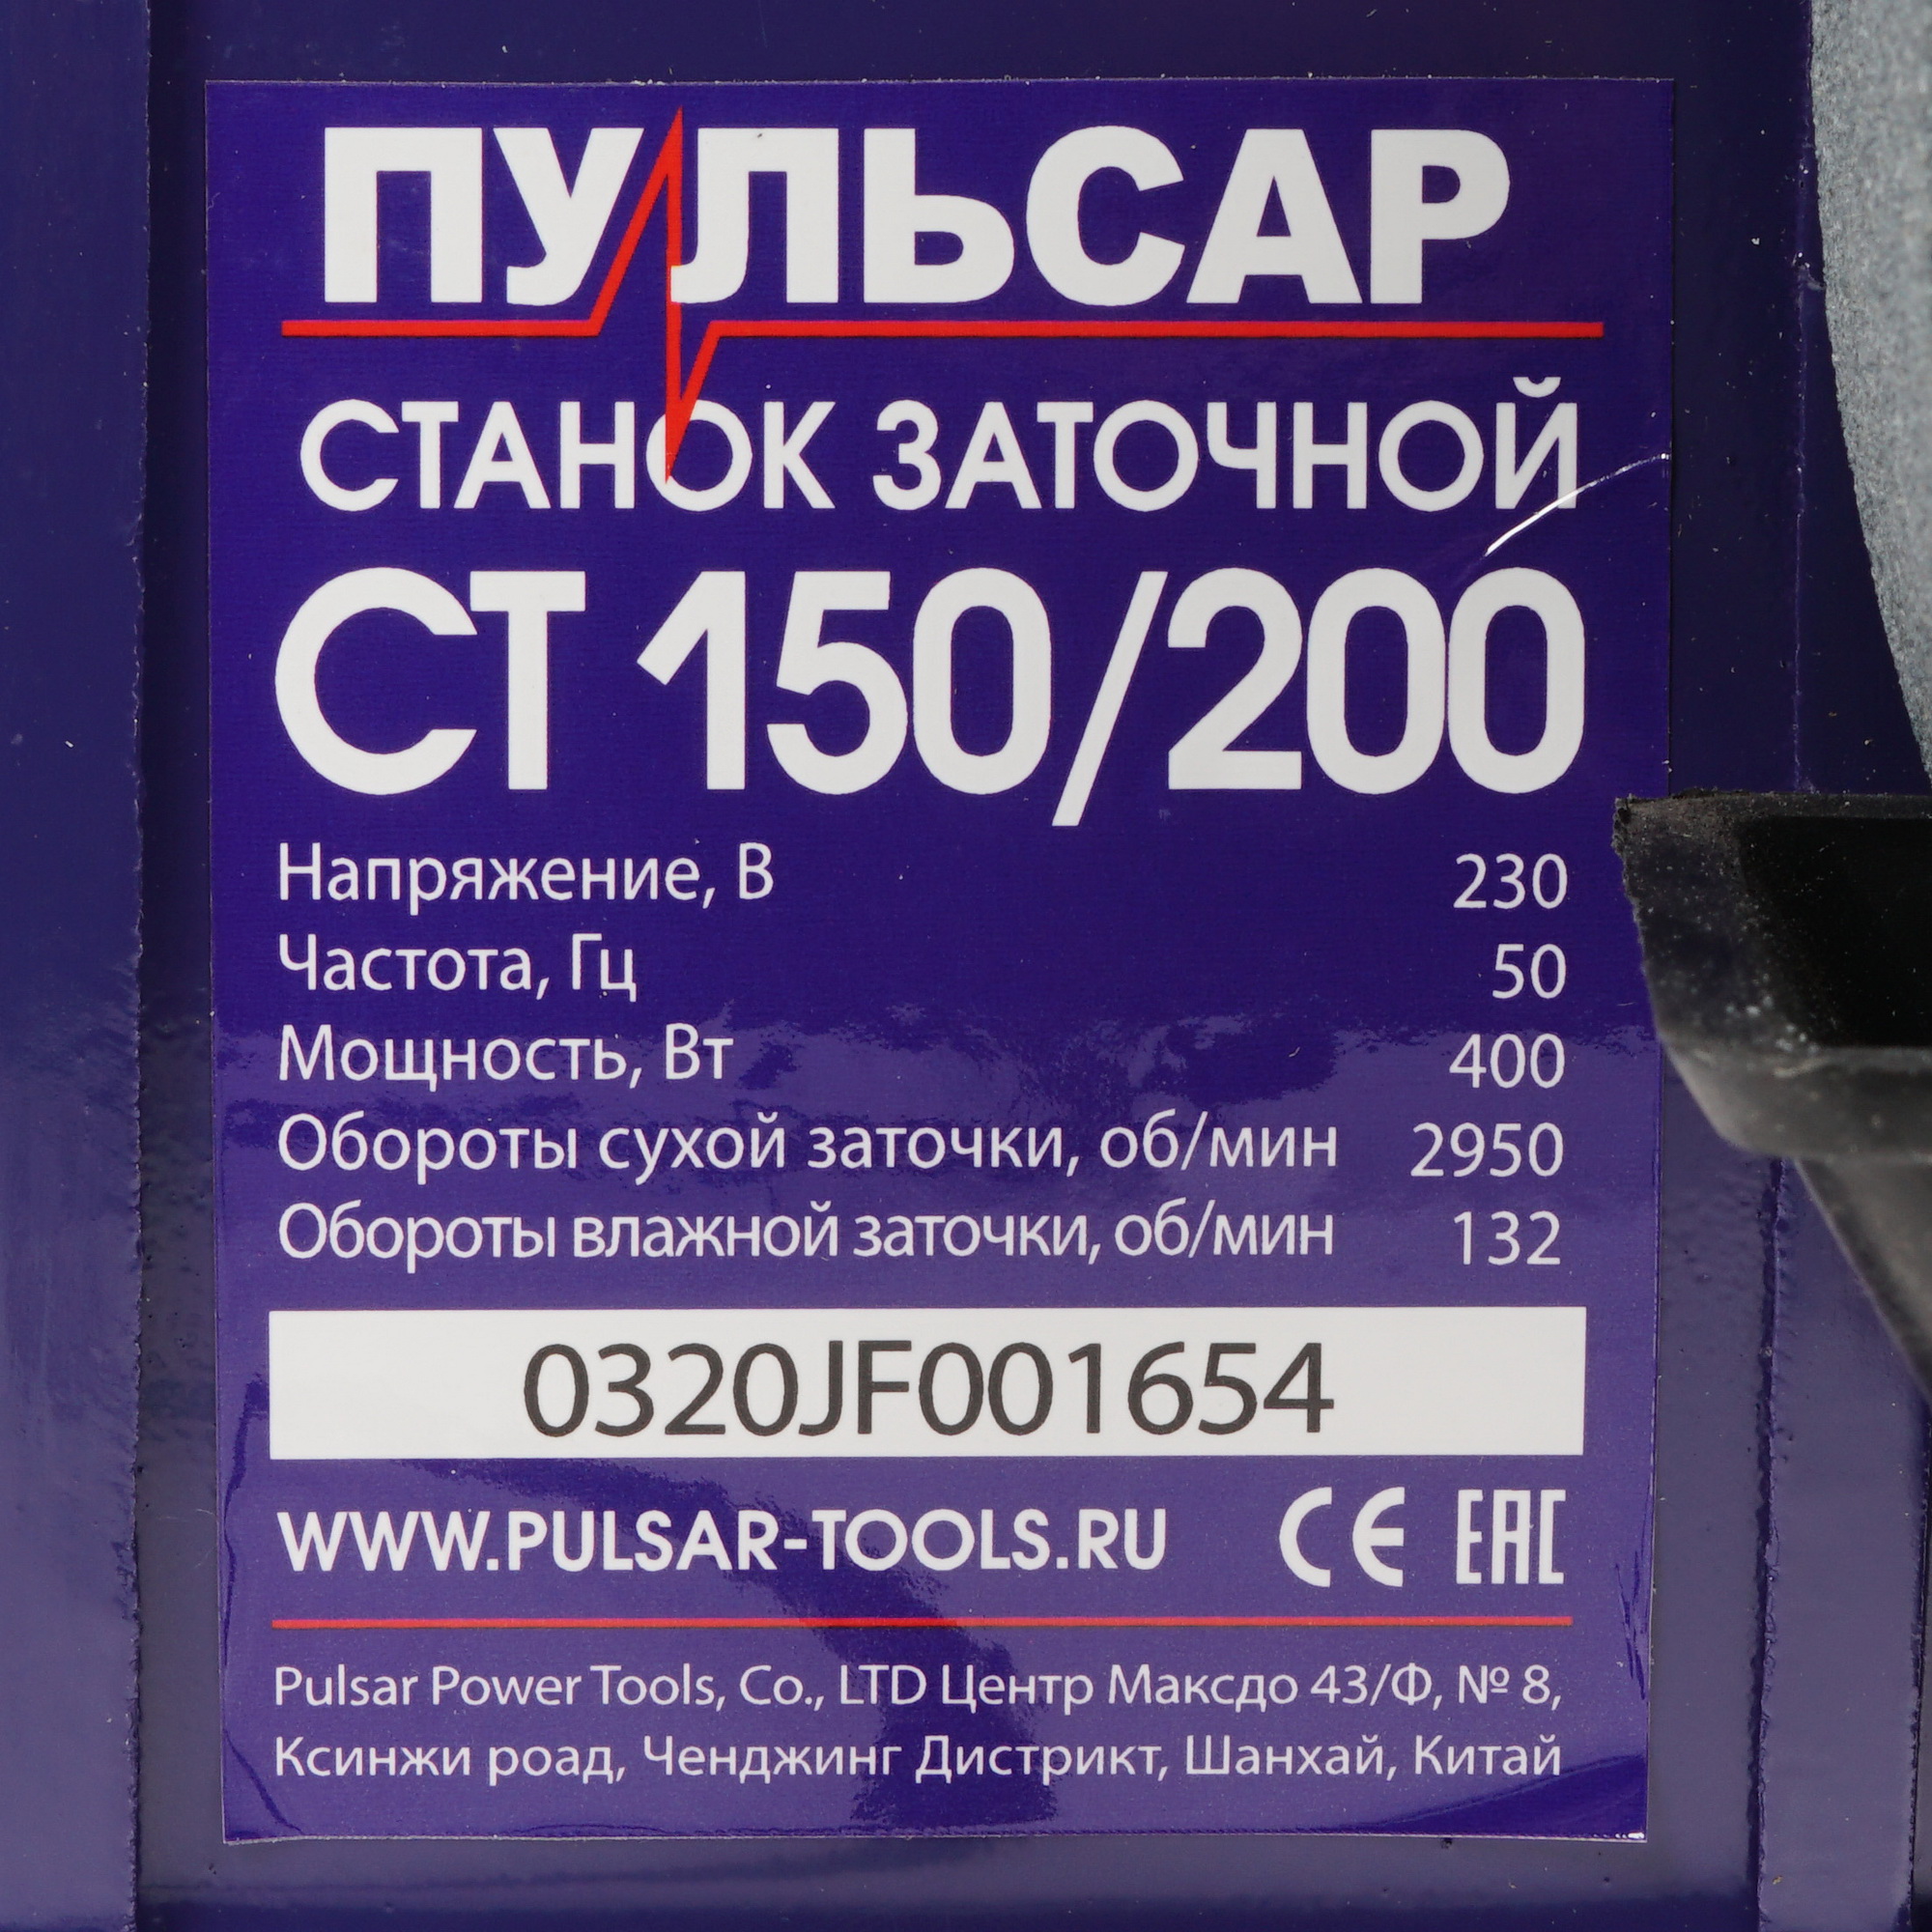 ПУЛЬСАР
СТАНОК ЗАТОЧНОЙ
СТ 150/200
Напряжение, В 230
Частота, Гц 50
Мощность, Вт 400
Обороты сухой заточки, об/мин 2950
Обороты влажной заточки, об/мин 132
0320JF001654
WWW.PULSAR-TOOLS.RU CE EAC
Pulsar Power Tools, Co., LTD Центр Максдо 43/Ф, № 8,
Ксинжи роад, Ченджинг Дистрикт, Шанхай, Китай